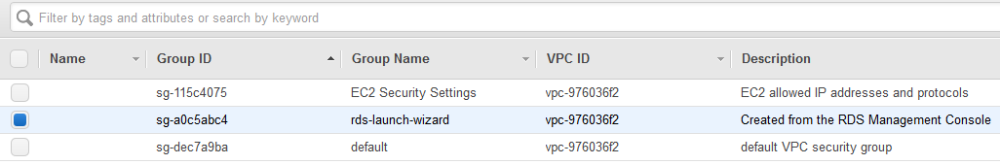 Filter by tags and attributes or search by keyword
Name Group ID Group Name VPC ID Description
sg-115c4075 EC2 Security Settings vpc-976036f2 EC2 allowed IP addresses and protocols
sg-a0c5abc4 rds-launch-wizard vpc-976036f2 Created from the RDS Management Console
sg-dec7a9ba default vpc-976036f2 default VPC security group